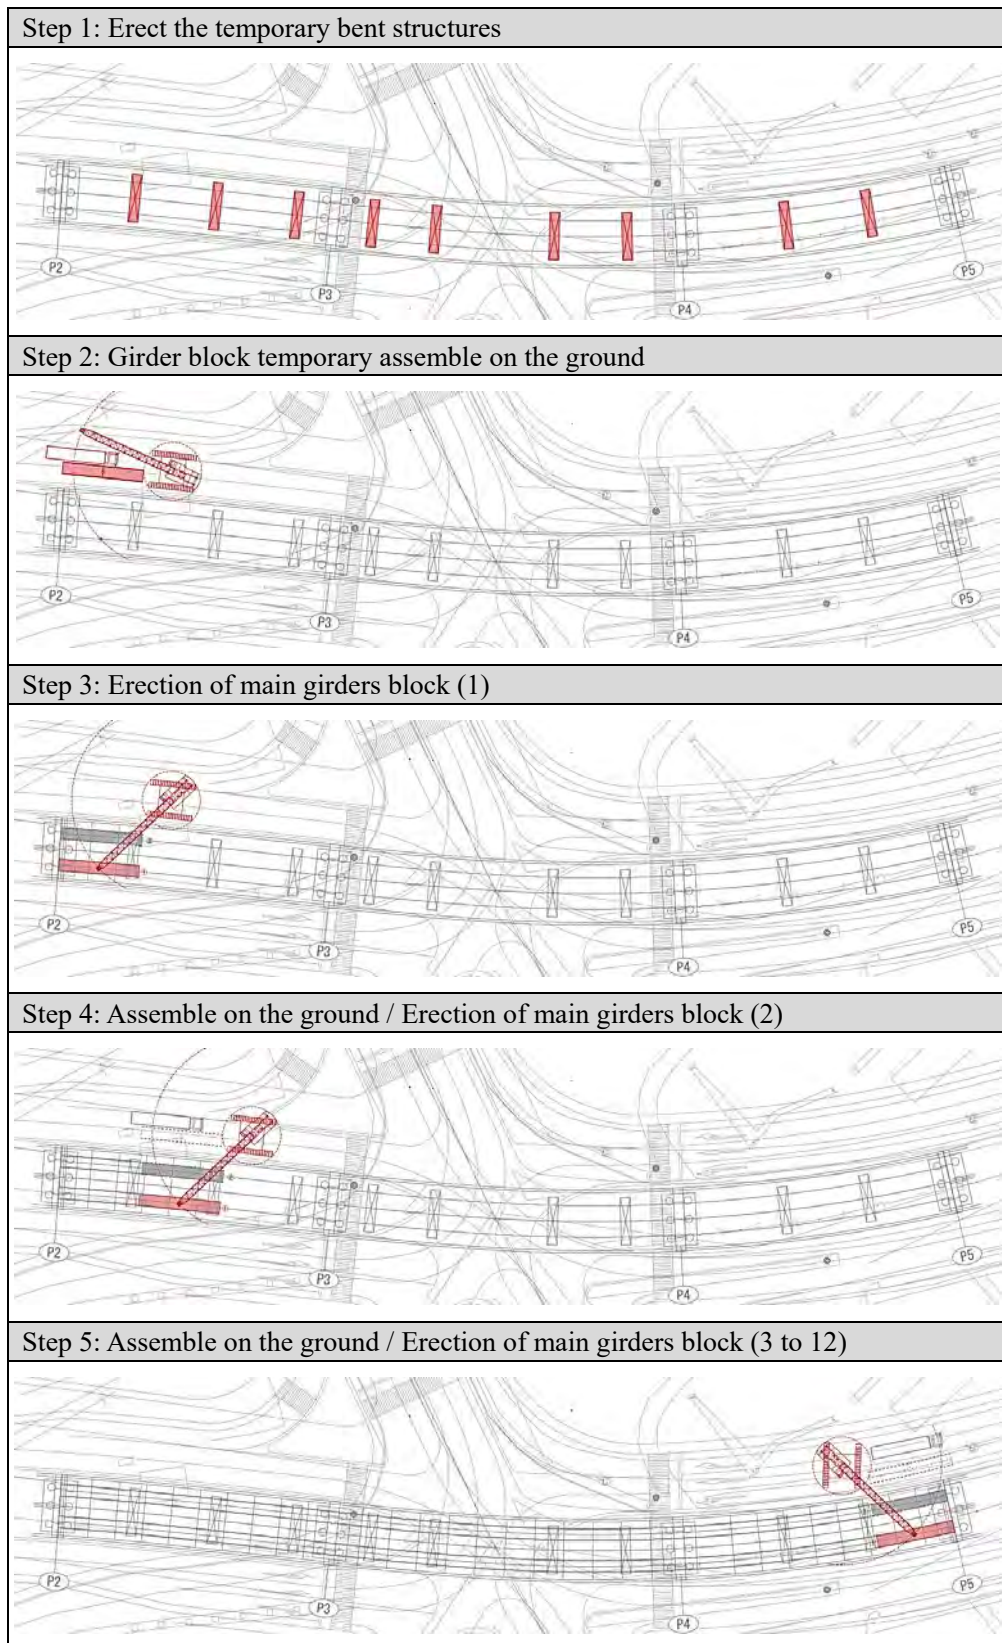 Step 1: Erect the temporary bent structures
P2
P3
P4
P5
Step 2: Girder block temporary assemble on the ground
P2
P3
P4
P5
Step 3: Erection of main girders block (1)
P2
P3
P4
P5
Step 4: Assemble on the ground / Erection of main girders block (2)
P2
P3
P4
P5
Step 5: Assemble on the ground / Erection of main girders block (3 to 12)
P2
P3
P4
P5